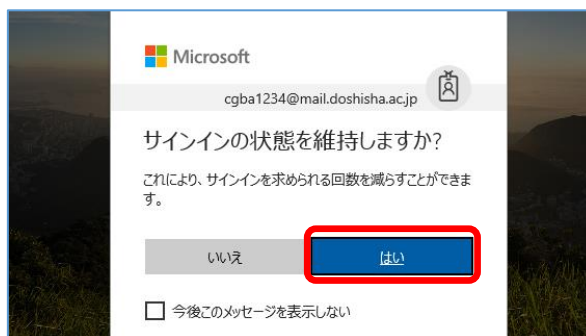 Microsoft
cgba1234@mail.doshisha.ac.jp
サインインの状態を維持しますか?
これにより、サインインを求められる回数を減らすことができま
す。
いいえ はい
今後このメッセージを表示しない